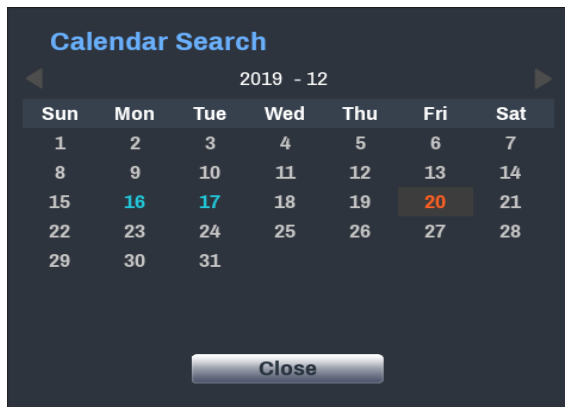 Calendar Search
2019 - 12
Sun Mon Tue Wed Thu Fri Sat
1 2 3 4 5 6 7
8 9 10 11 12 13 14
15 16 17 18 19 20 21
22 23 24 25 26 27 28
29 30 31
Close